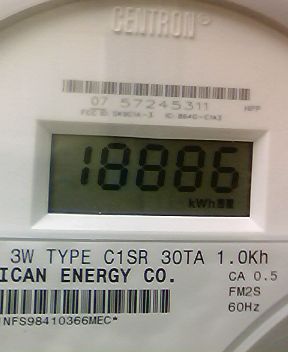 CENTRON®
07 57245311
18886
kWh
3W TYPE C1SR 30TA 1.0Kh
ICAN ENERGY CO.
CA 0.5
FM2S
60Hz
NFS98410366MEC*